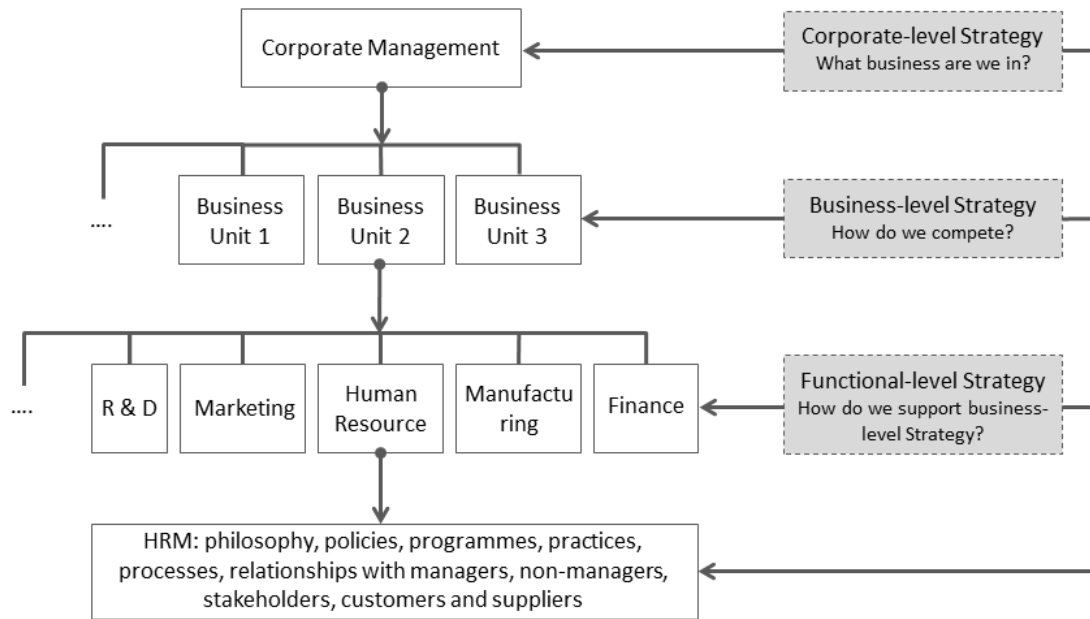 Corporate Management
Corporate-level Strategy
What business are we in?
....
Business
Unit 1
Business
Unit 2
Business
Unit 3
Business-level Strategy
How do we compete?
....
R & D
Marketing
Human
Resource
Manufactu
ring
Finance
Functional-level Strategy
How do we support business-
level Strategy?
HRM: philosophy, policies, programmes, practices,
processes, relationships with managers, non-managers,
stakeholders, customers and suppliers